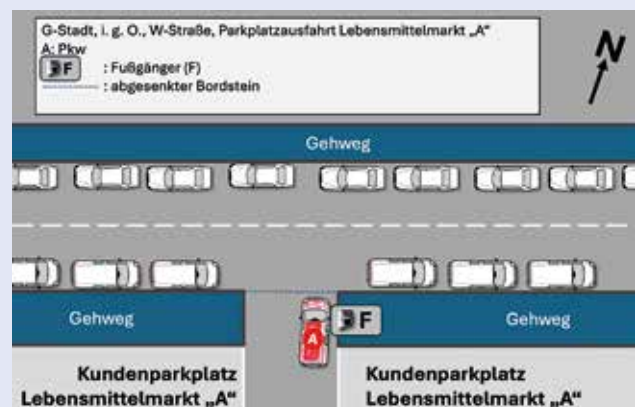 G-Stadt, i. g. O., W-Straße, Parkplatzausfahrt Lebensmittelmarkt „A“
A: Pkw
F : Fußgänger (F)
: abgesenkter Bordstein
N
Gehweg
Gehweg
A
F
Gehweg
Kundenparkplatz
Lebensmittelmarkt „A“
Kundenparkplatz
Lebensmittelmarkt „A“